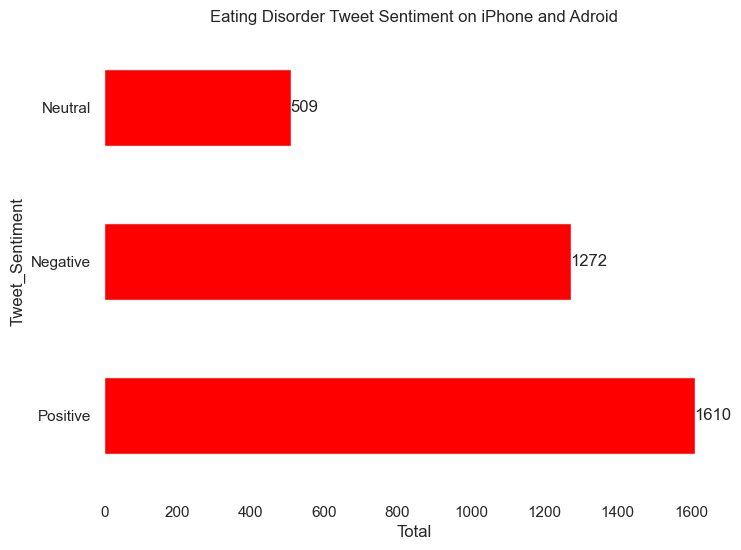 Eating Disorder Tweet Sentiment on iPhone and Adroid
Tweet_Sentiment
Neutral
509
Negative
1272
Positive
1610
0 200 400 600 800 1000 1200 1400 1600
Total